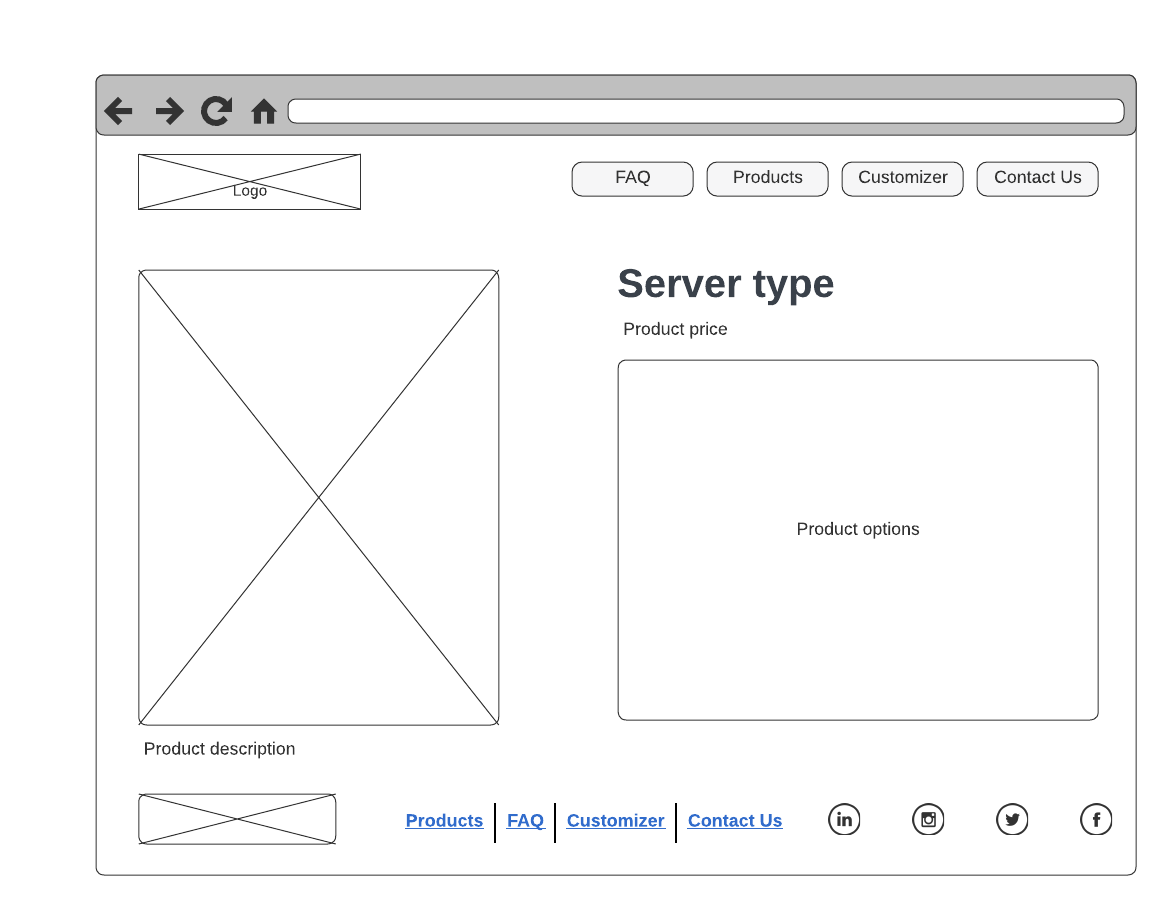 Logo
FAQ
Products
Customizer
Contact Us
Server type
Product price
Product options
Product description
Products
FAQ
Customizer
Contact Us
in
f